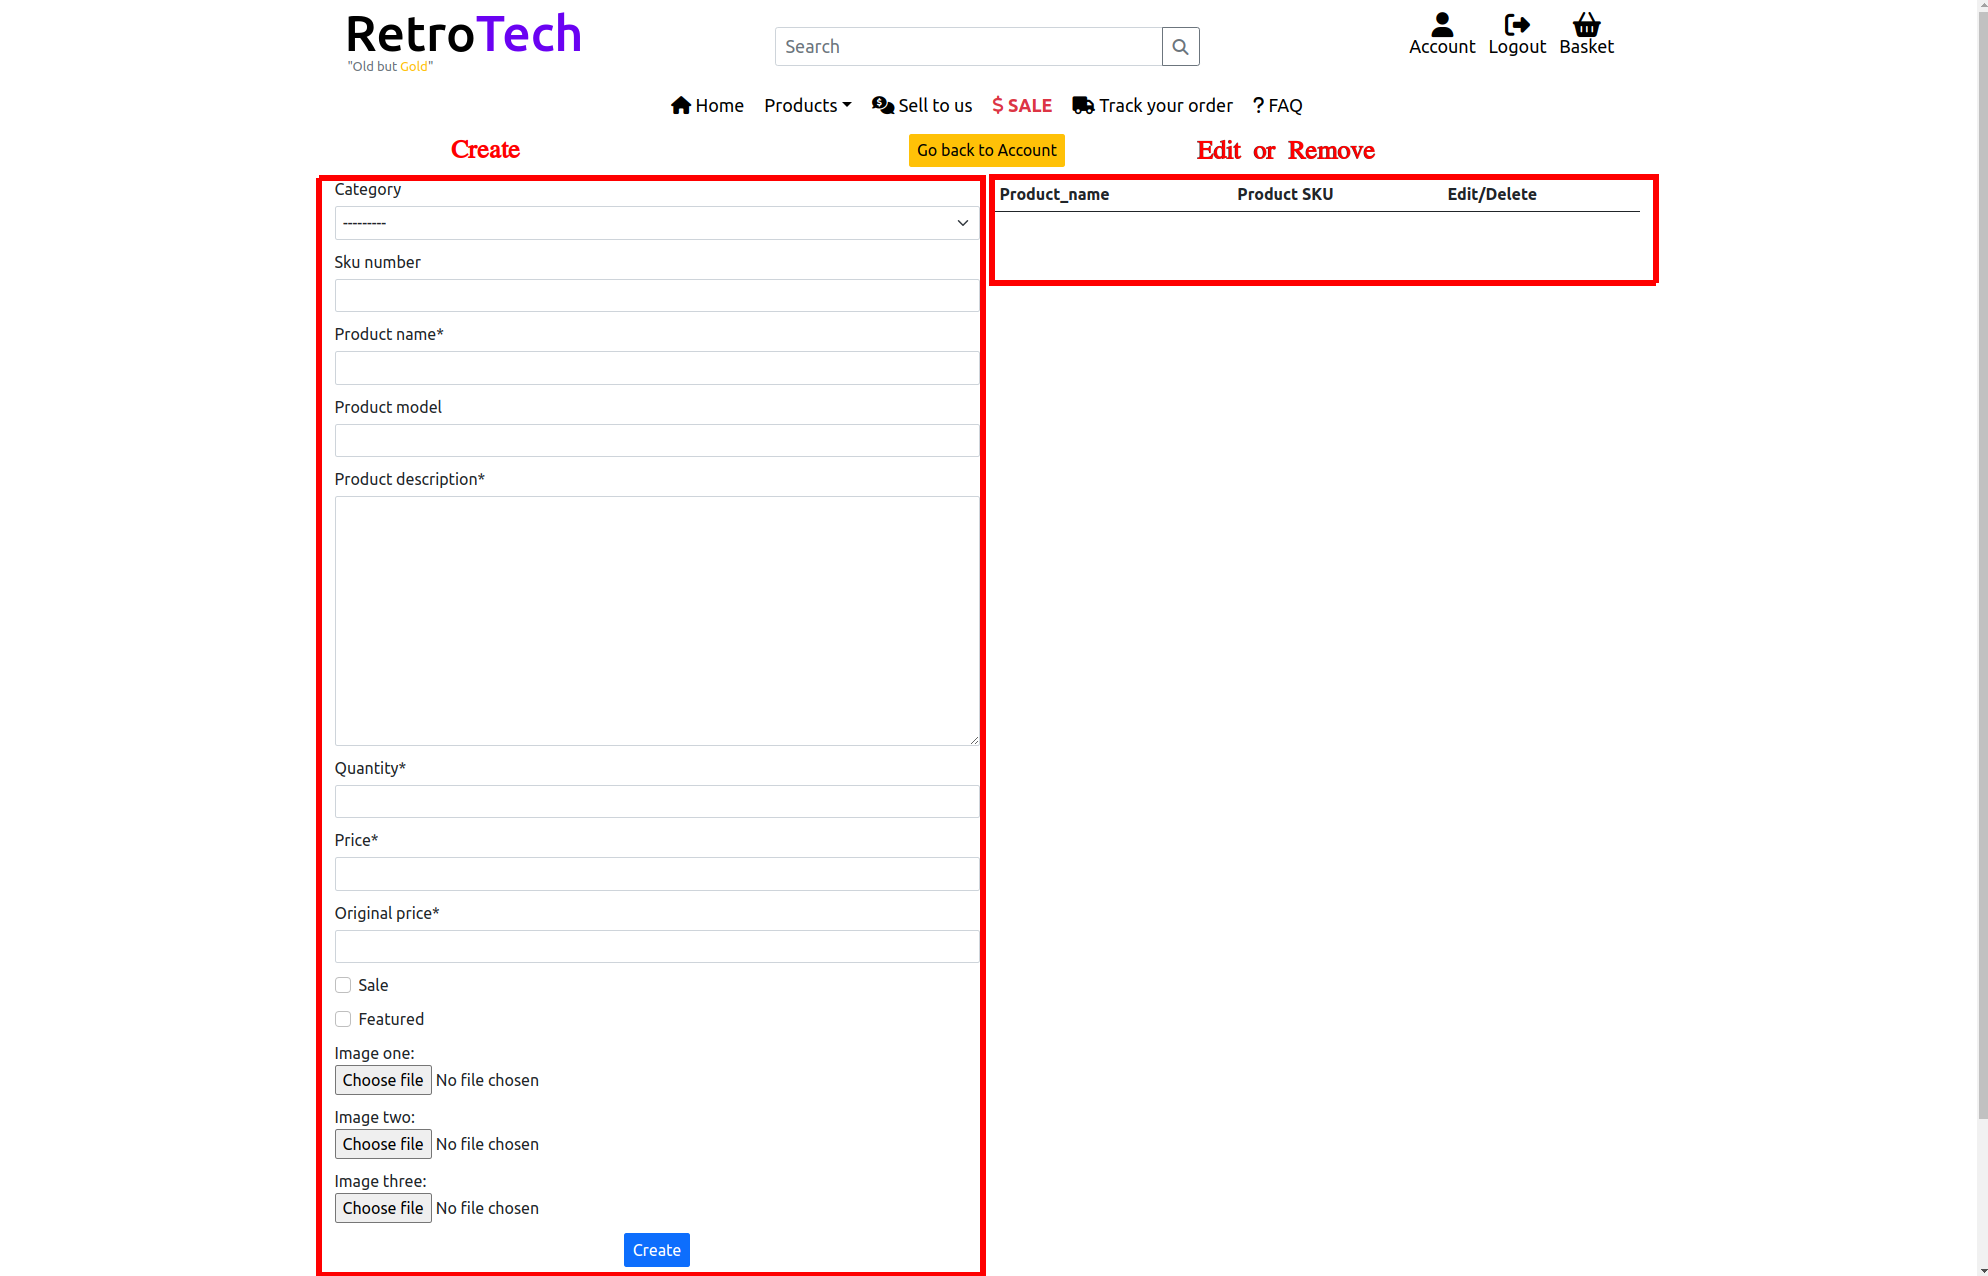 RetroTech
"Old but Gold"
Search
Account Logout Basket
Home Products Sell to us $ SALE Track your order ? FAQ
Create
Go back to Account
Edit or Remove
Category
---------
Sku number
Product name*
Product model
Product description*
Quantity*
Price*
Original price*
Sale
Featured
Image one:
Choose file No file chosen
Image two:
Choose file No file chosen
Image three:
Choose file No file chosen
Create
Product_name Product SKU Edit/Delete